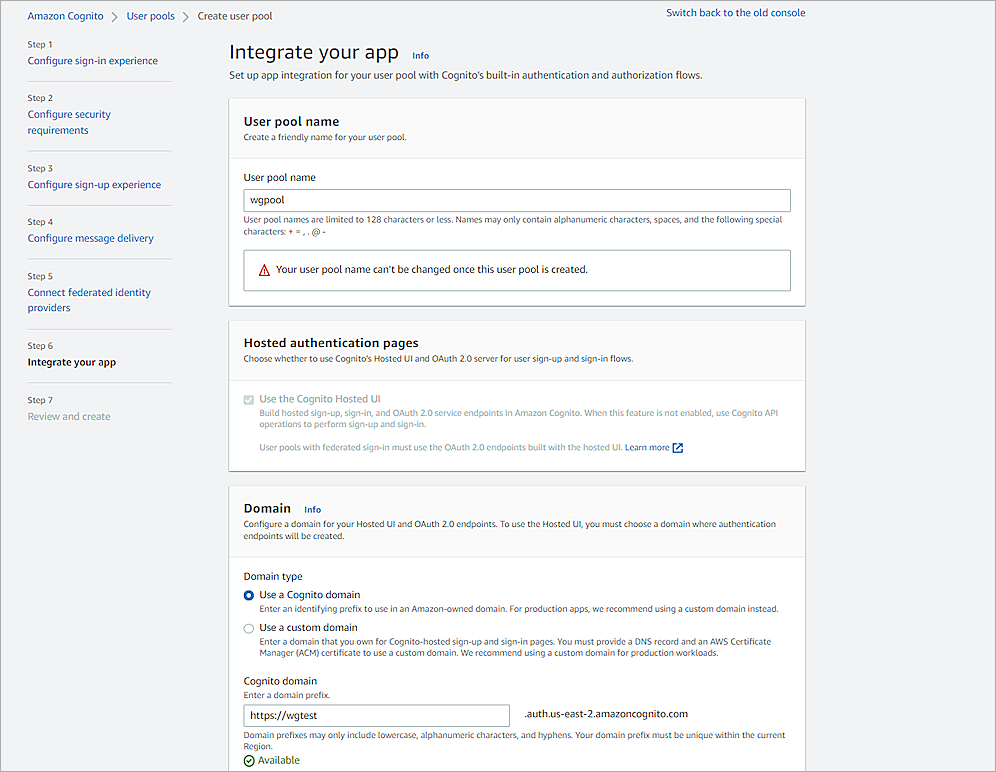 Amazon Cognito > User pools > Create user pool
Switch back to the old console
Step 1
Configure sign-in experience
Step 2
Configure security
requirements
Step 3
Configure sign-up experience
Step 4
Configure message delivery
Step 5
Connect federated identity
providers
Step 6
Integrate your app
Step 7
Review and create
Integrate your app Info
Set up app integration for your user pool with Cognito's built-in authentication and authorization flows.
User pool name
Create a friendly name for your user pool.
User pool name
wgpool
User pool names are limited to 128 characters or less. Names may only contain alphanumeric characters, spaces, and the following special
characters: + = , . @ -
Your user pool name can't be changed once this user pool is created.
Hosted authentication pages
Choose whether to use Cognito's Hosted UI and OAuth 2.0 server for user sign-up and sign-in flows.
Use the Cognito Hosted UI
Build hosted sign-up, sign-in, and OAuth 2.0 service endpoints in Amazon Cognito. When this feature is not enabled, use Cognito API
operations to perform sign-up and sign-in.
User pools with federated sign-in must use the OAuth 2.0 endpoints built with the hosted UI. Learn more
Domain Info
Configure a domain for your Hosted UI and OAuth 2.0 endpoints. To use the Hosted UI, you must choose a domain where authentication
endpoints will be created.
Domain type
Use a Cognito domain
Enter an identifying prefix to use in an Amazon-owned domain. For production apps, we recommend using a custom domain instead.
Use a custom domain
Enter a domain that you own for Cognito-hosted sign-up and sign-in pages. You must provide a DNS record and an AWS Certificate
Manager (ACM) certificate to use a custom domain. We recommend using a custom domain for production workloads.
Cognito domain
Enter a domain prefix.
https://wgtest .auth.us-east-2.amazoncognito.com
Domain prefixes may only include lowercase, alphanumeric characters, and hyphens. Your domain prefix must be unique within the current
Region.
Available